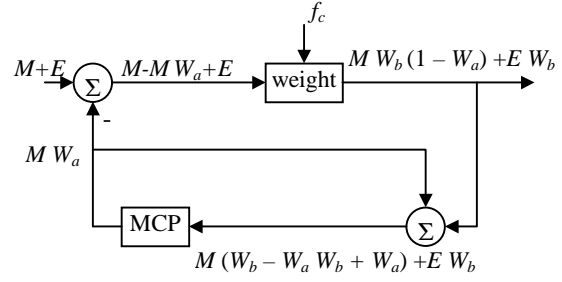 f_c
M+E
Σ
M-M W_a+E
weight
M W_b (1 – W_a) +E W_b
-
M W_a
MCP
Σ
M (W_b – W_a W_b + W_a) +E W_b